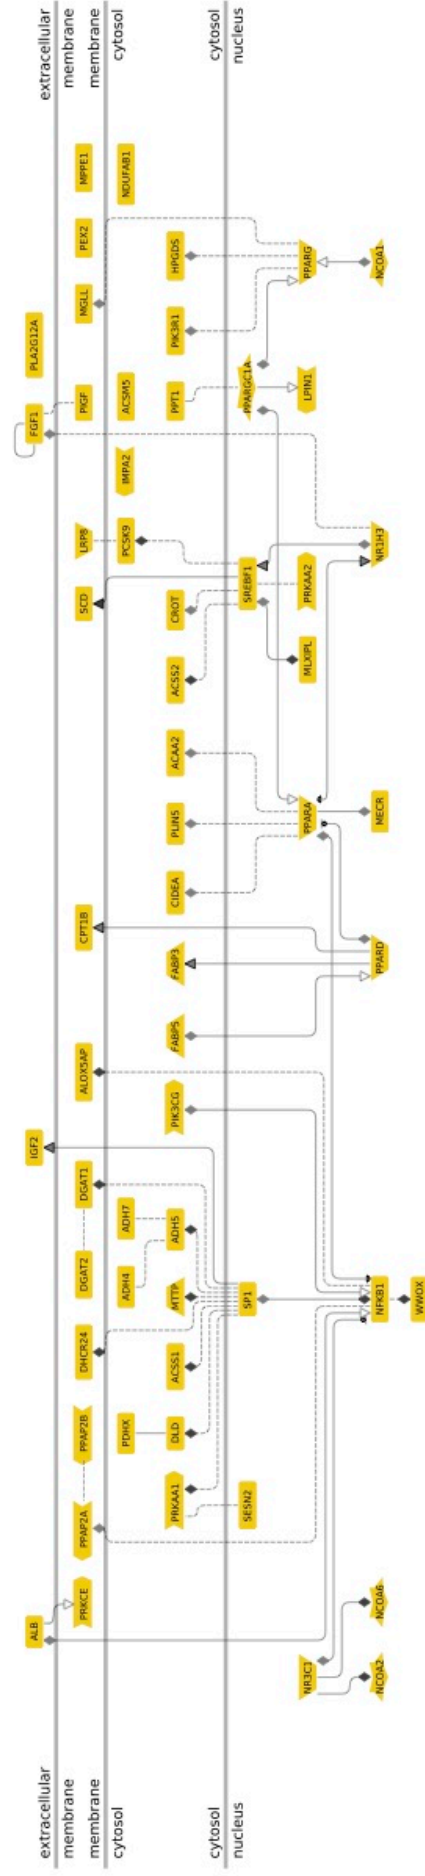 extracellular
membrane
membrane
cytosol
cytosol
nucleus
extracellular
membrane
membrane
cytosol
cytosol
nucleus
ALB
IGF2
FGF1
PLA2G12A
PRKCE
PPAP2A
PPAP2B
DHCR24
DGAT2
DGAT1
ALOX5AP
CPT1B
SCD
LRP8
PIGF
MGLL
PEX2
MPPE1
PDHX
ADH4
ADH7
PCSK9
IMPA2
ACSM5
NDUFAB1
PRKAA1
DLD
ACSS1
MTTP
ADH5
PIK3CG
FABP5
FABP3
CIDEA
PLIN5
ACAA2
ACSS2
CROT
PPT1
PIK3R1
HPGDS
SESN2
SP1
SREBF1
PPARGC1A
NR3C1
PPARA
MLXIPL
PRKAA2
LPIN1
PPARG
NCOA2
NCOA6
NFKB1
PPARD
MECR
NR1H3
NCOA1
WWOX